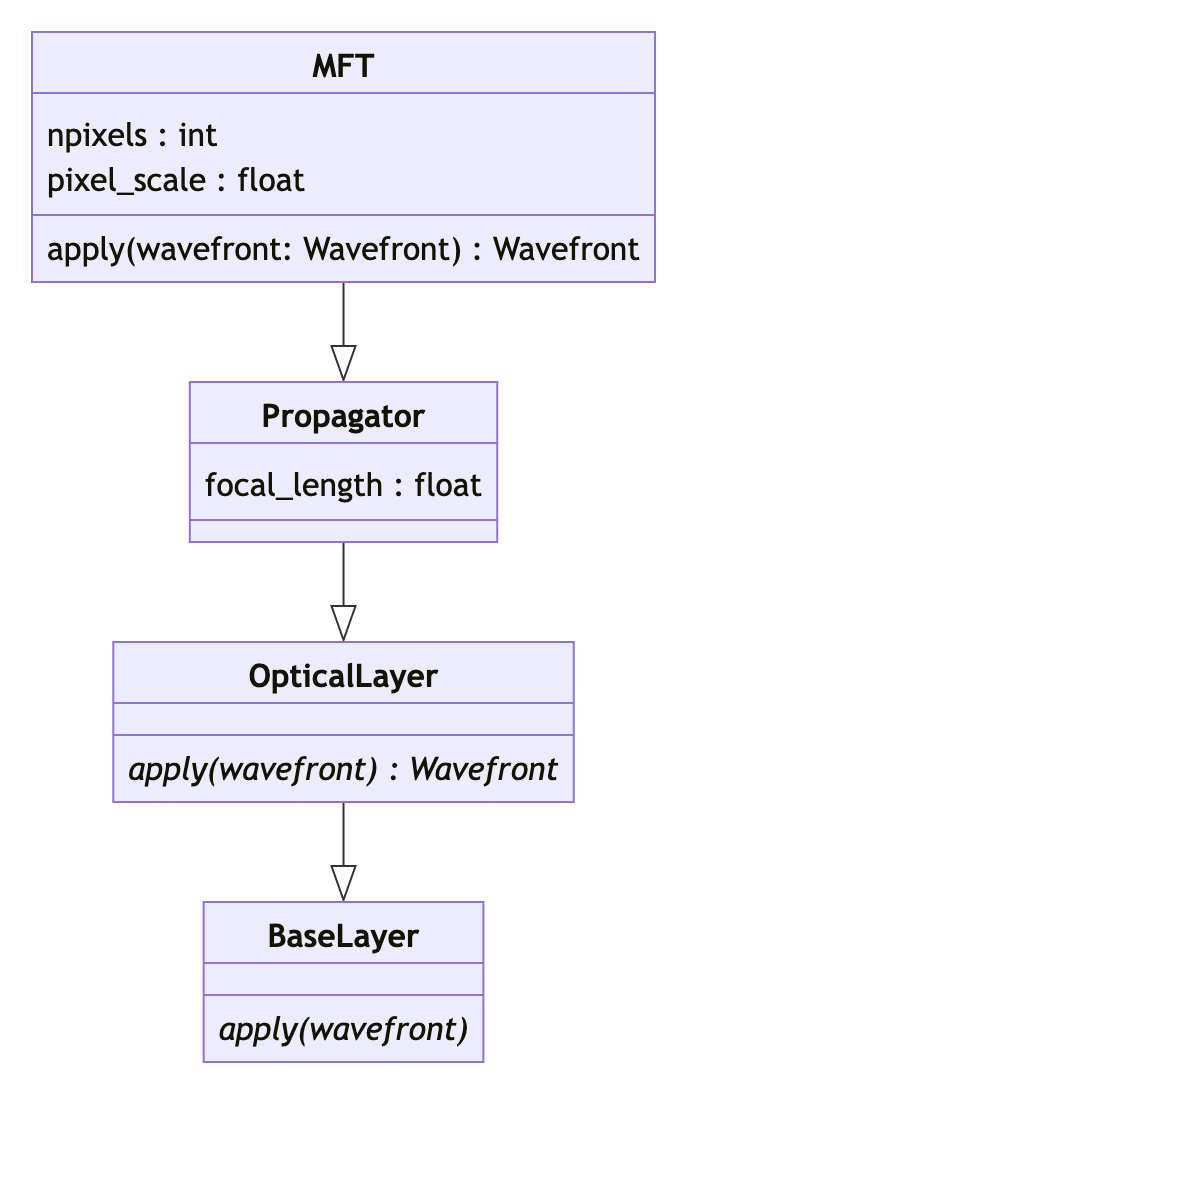 MFT
npixels : int
pixel_scale : float
apply(wavefront: Wavefront) : Wavefront
Propagator
focal_length : float
OpticalLayer
apply(wavefront) : Wavefront
BaseLayer
apply(wavefront)